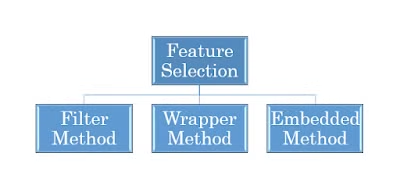 Feature
Selection
Filter
Method
Wrapper
Method
Embedded
Method